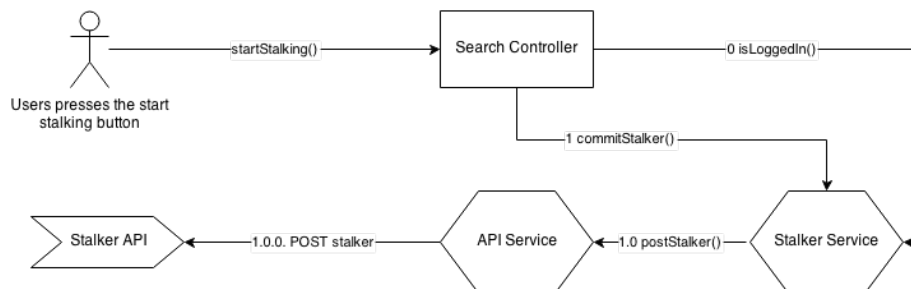 startStalking()
Search Controller
0 isLoggedIn()
Users presses the start
stalking button
1 commitStalker()
Stalker API
1.0.0. POST stalker
API Service
1.0 postStalker()
Stalker Service